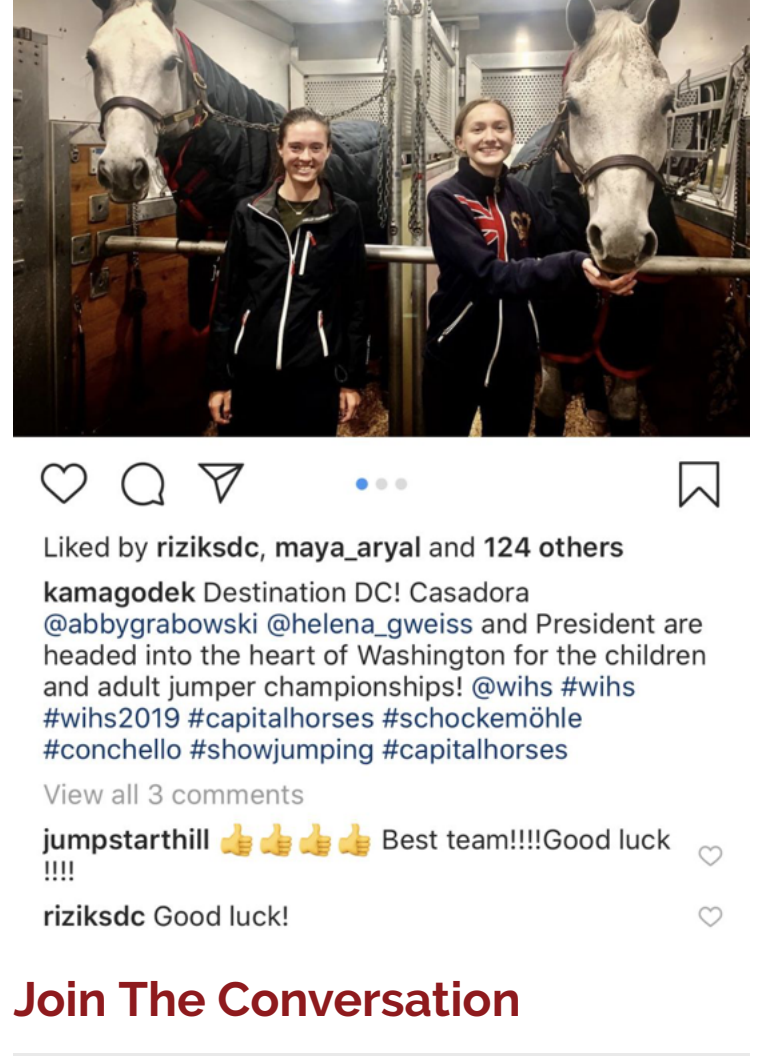 Liked by riziksdc, maya_aryal and 124 others
kamagodek Destination DC! Casadora
@abbygrabowski @helena_gweiss and President are
headed into the heart of Washington for the children
and adult jumper championships! @wihs #wihs
#wihs2019 #capitalhorses #schockemöhle
#conchello #showjumping #capitalhorses
View all 3 comments
jumpstarthill 👍👍👍👍 Best team!!!!Good luck
!!!!
riziksdc Good luck!
Join The Conversation